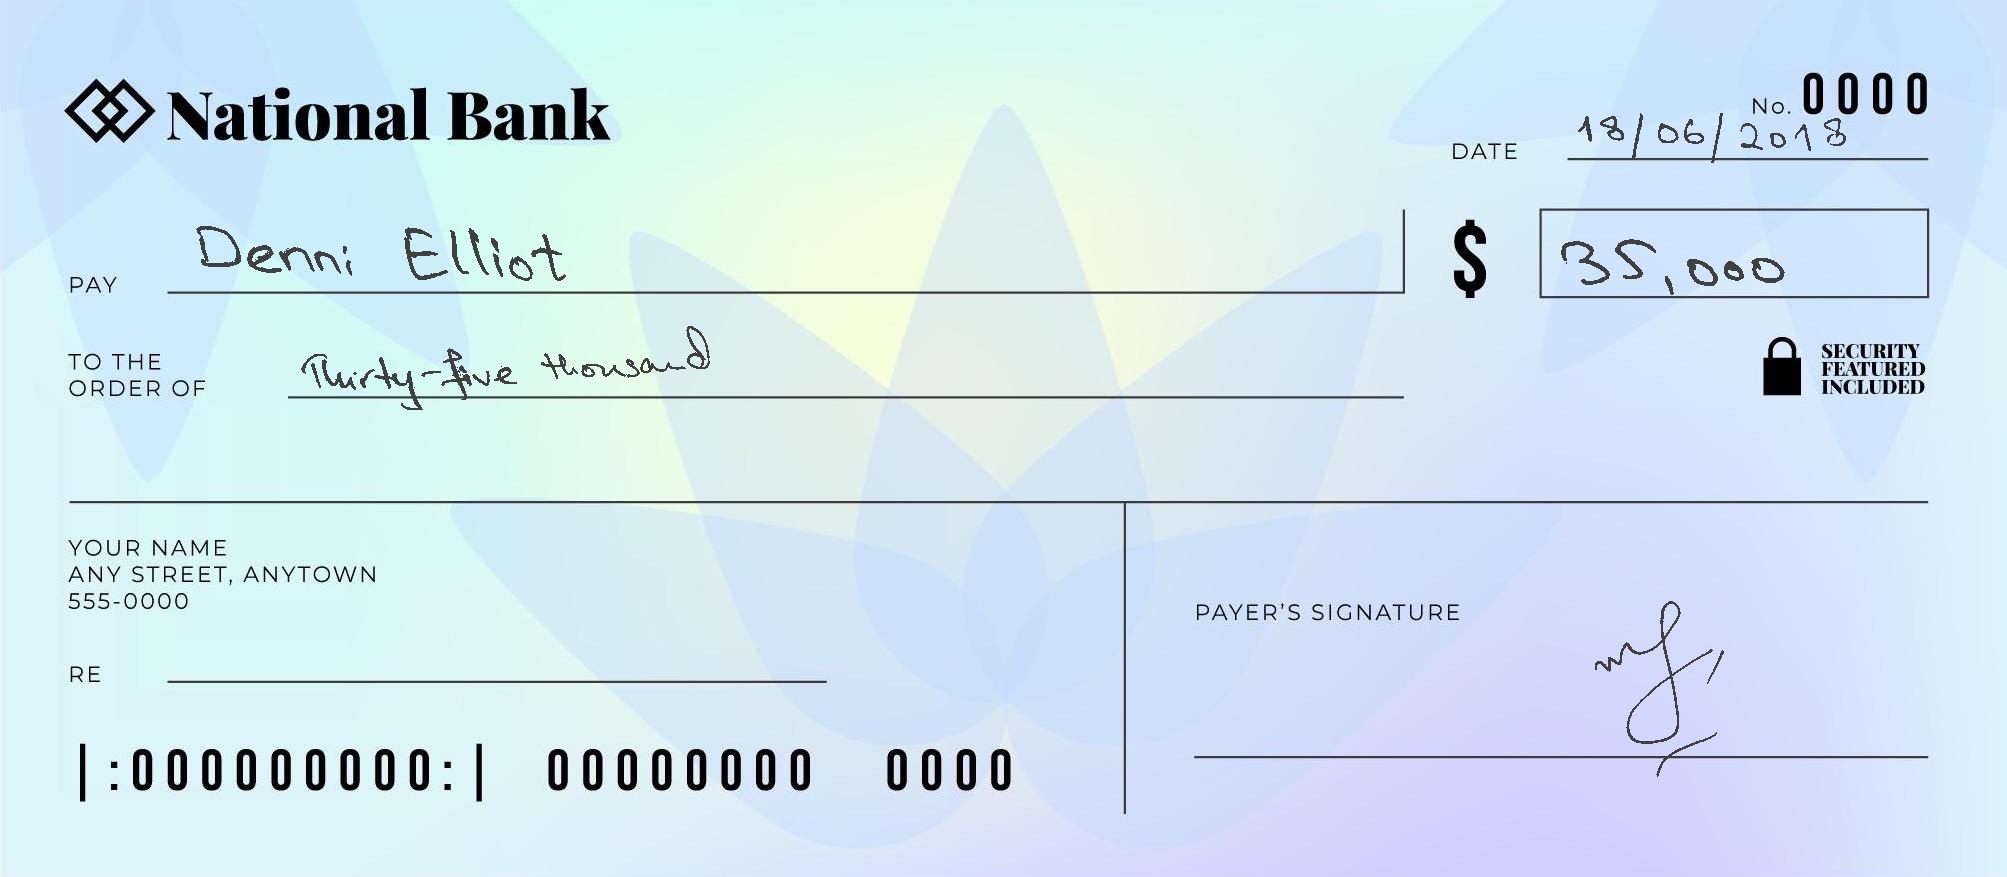 National Bank
No. 0000
DATE 18/06/2018
PAY Denni Elliot
$ 35,000
TO THE
ORDER OF Thirty-five thousand
SECURITY
FEATURED
INCLUDED
YOUR NAME
ANY STREET, ANYTOWN
555-0000
RE
PAYER’S SIGNATURE
|:000000000:| 00000000 0000